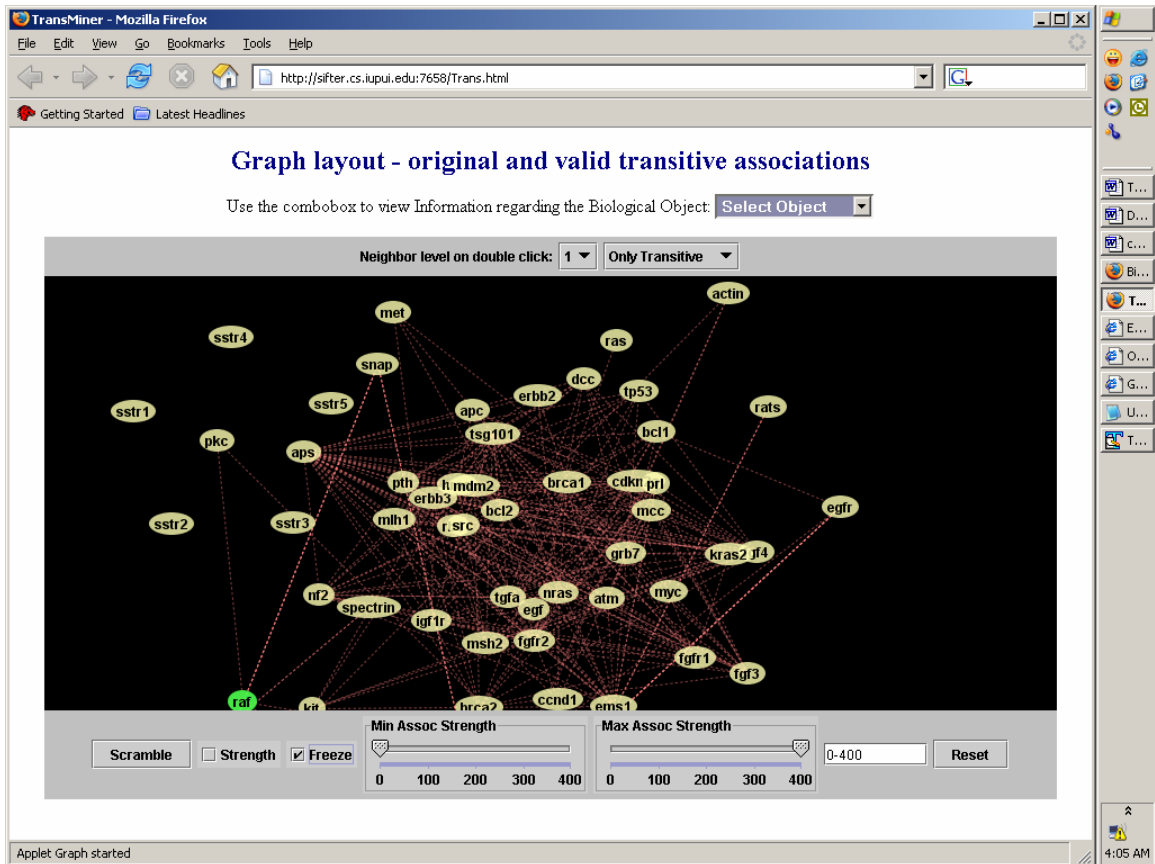 TransMiner - Mozilla Firefox
File Edit View Go Bookmarks Tools Help
http://sifter.cs.iupui.edu:7658/Trans.html
G
Getting Started Latest Headlines
Graph layout - original and valid transitive associations
Use the combobox to view Information regarding the Biological Object: Select Object
Neighbor level on double click: 1 Only Transitive
actin
met
sstr4
ras
snap
dcc
erbb2
tp53
sstr5
sstr1
apc
rats
tsg101
bcl1
pkc
aps
pth
mdm2
brca1
prl
erbb3
bcl2
mcc
egfr
sstr2
sstr3
mlh1
src
grb7
kras2
nf2
spectrin
tgfa
nras
atm
myc
egf
igf1r
msh2
fgfr2
fgfr1
fgf3
raf
kit
brca2
ccnd1
ems1
Min Assoc Strength Max Assoc Strength
Scramble Strength Freeze 0-400 Reset
0 100 200 300 400 0 100 200 300 400
Applet Graph started
T...
D...
c...
Bi...
T...
E...
O...
G...
U...
T...
4:05 AM